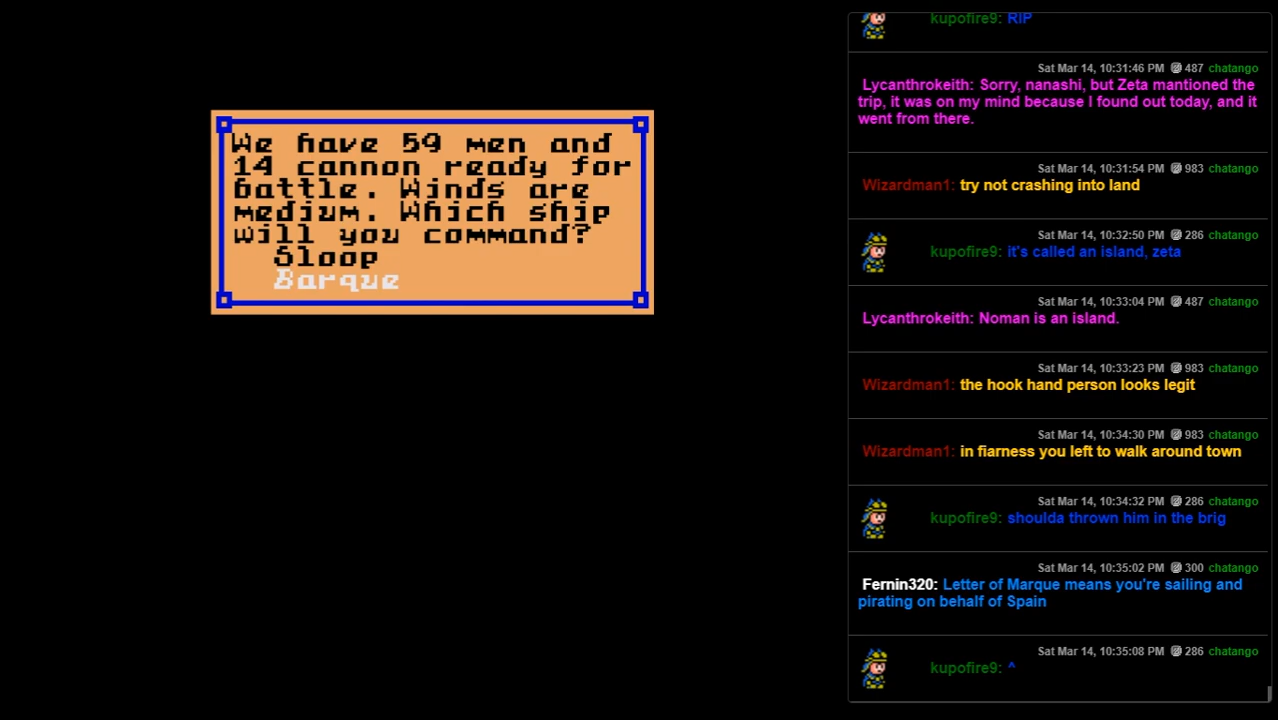 We have 59 men and
14 cannon ready for
battle. Winds are
medium. Which ship
will you command?
Sloop
Barque
kupofire9: RIP
Sat Mar 14, 10:31:46 PM 487 chatango
Lycanthrokeith: Sorry, nanashi, but Zeta mantioned the
trip, it was on my mind because I found out today, and it
went from there.
Sat Mar 14, 10:31:54 PM 983 chatango
Wizardman1: try not crashing into land
Sat Mar 14, 10:32:50 PM 286 chatango
kupofire9: it's called an island, zeta
Sat Mar 14, 10:33:04 PM 487 chatango
Lycanthrokeith: Noman is an island.
Sat Mar 14, 10:33:23 PM 983 chatango
Wizardman1: the hook hand person looks legit
Sat Mar 14, 10:34:30 PM 983 chatango
Wizardman1: in fiarness you left to walk around town
Sat Mar 14, 10:34:32 PM 286 chatango
kupofire9: shoulda thrown him in the brig
Sat Mar 14, 10:35:02 PM 300 chatango
Fernin320: Letter of Marque means you're sailing and
pirating on behalf of Spain
Sat Mar 14, 10:35:08 PM 286 chatango
kupofire9: ^